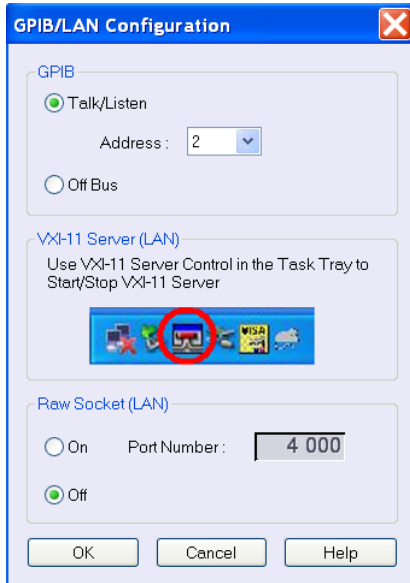 GPIB/LAN Configuration
GPIB
Talk/Listen
Address : 2
Off Bus
VXI-11 Server (LAN)
Use VXI-11 Server Control in the Task Tray to
Start/Stop VXI-11 Server
VISA
Raw Socket (LAN)
On Port Number : 4 000
Off
OK Cancel Help